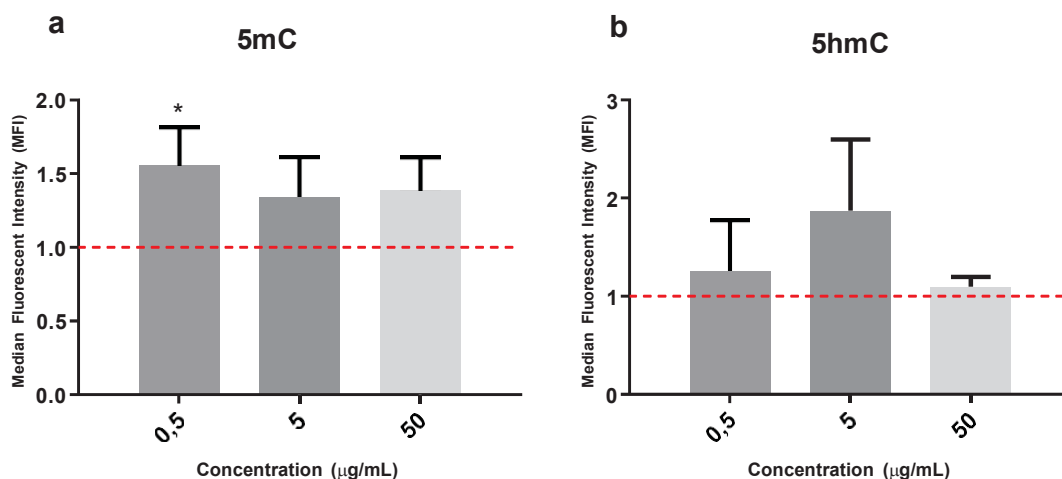 a
5mC
Median Fluorescent Intensity (MFI)
2.0
1.5
1.0
0.5
0.0
*
0,5
5
50
Concentration (μg/mL)
b
5hmC
Median Fluorescent Intensity (MFI)
3
2
1
0
0,5
5
50
Concentration (μg/mL)